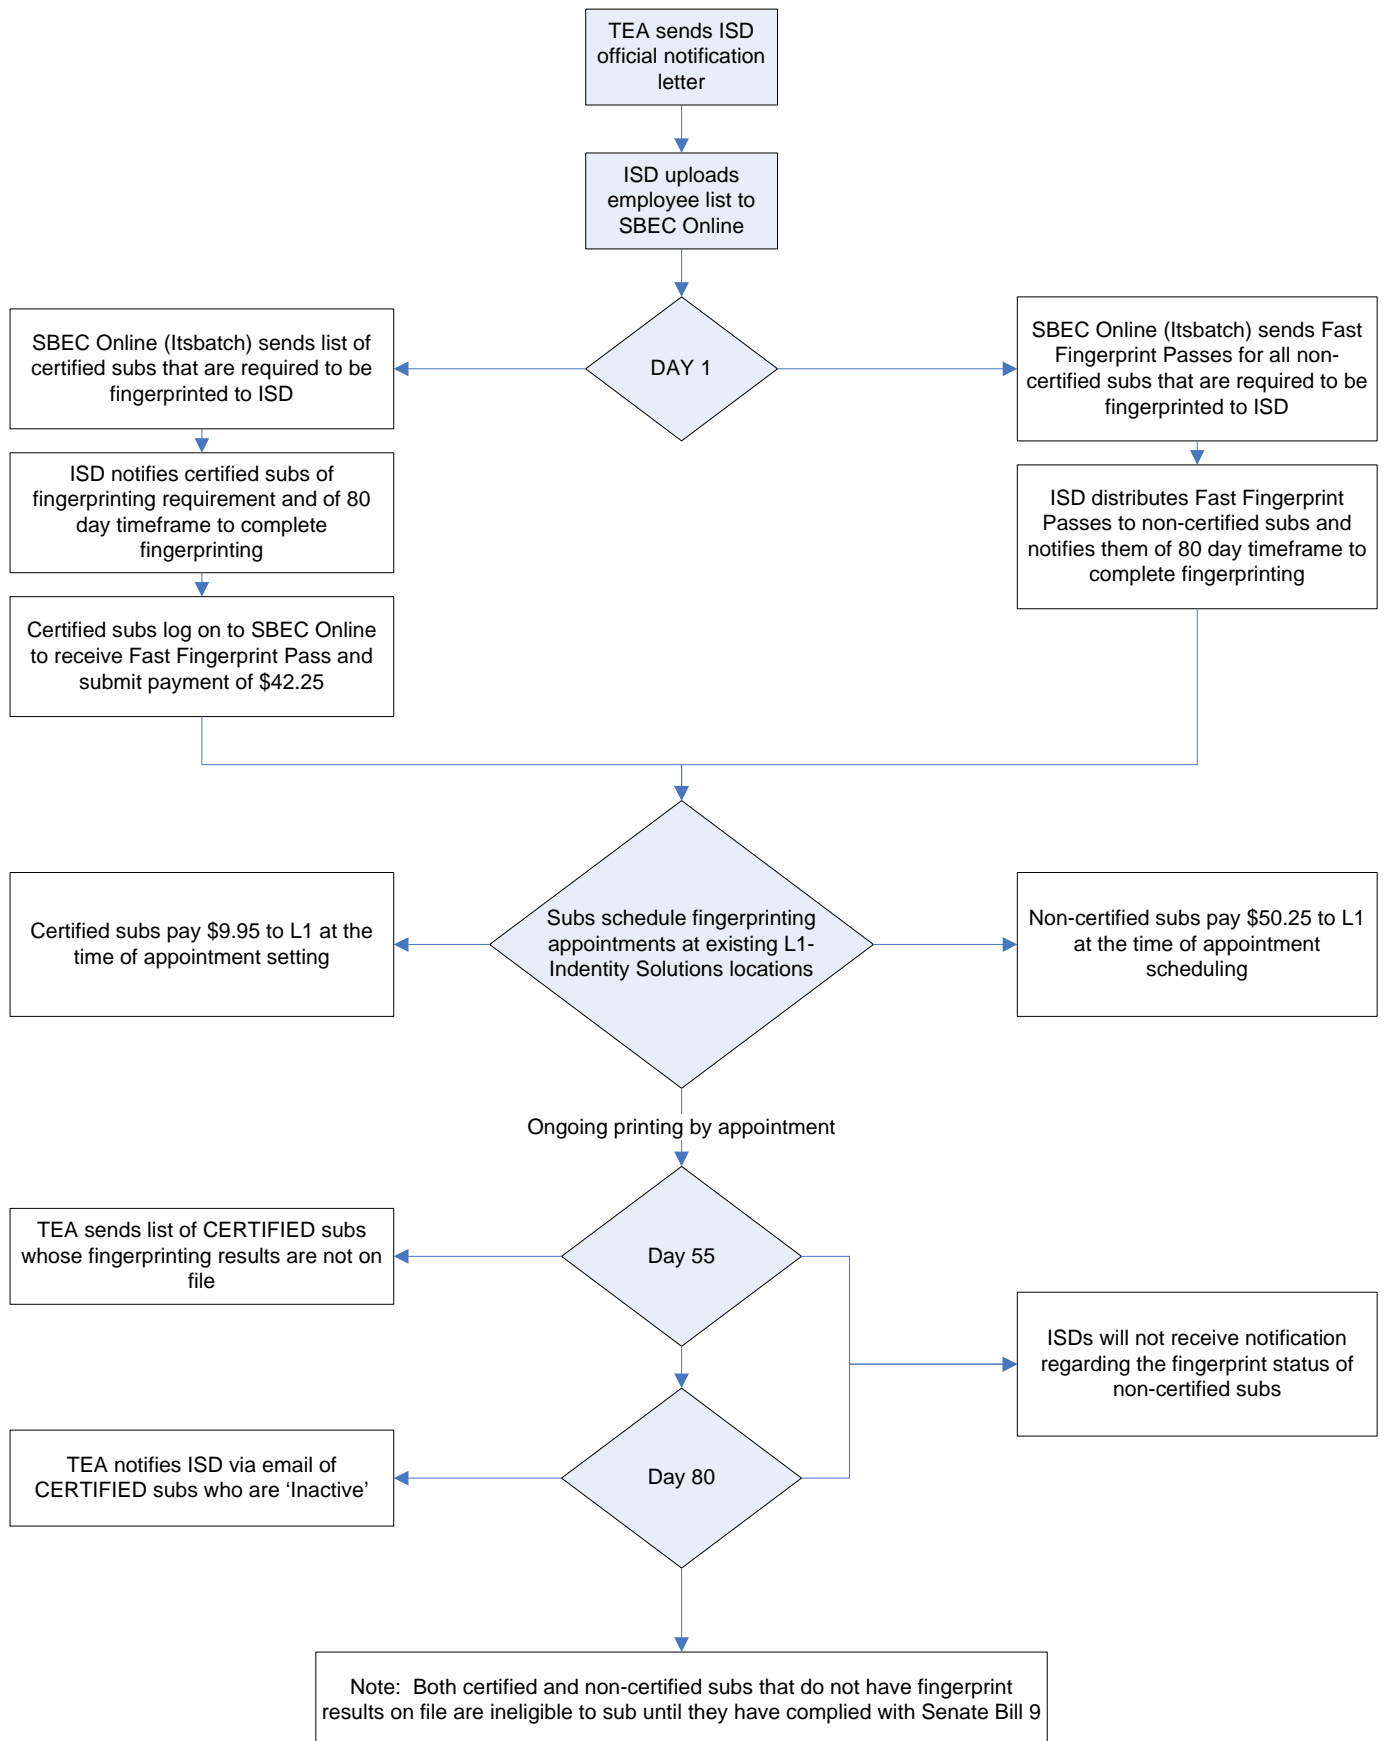 TEA sends ISD
official notification
letter
ISD uploads
employee list to
SBEC Online
DAY 1
SBEC Online (Itsbatch) sends list of
certified subs that are required to be
fingerprinted to ISD
SBEC Online (Itsbatch) sends Fast
Fingerprint Passes for all non-
certified subs that are required to be
fingerprinted to ISD
ISD notifies certified subs of
fingerprinting requirement and of 80
day timeframe to complete
fingerprinting
ISD distributes Fast Fingerprint
Passes to non-certified subs and
notifies them of 80 day timeframe to
complete fingerprinting
Certified subs log on to SBEC Online
to receive Fast Fingerprint Pass and
submit payment of $42.25
Certified subs pay $9.95 to L1 at the
time of appointment setting
Subs schedule fingerprinting
appointments at existing L1-
Indentity Solutions locations
Non-certified subs pay $50.25 to L1
at the time of appointment
scheduling
Ongoing printing by appointment
TEA sends list of CERTIFIED subs
whose fingerprinting results are not on
file
Day 55
ISDs will not receive notification
regarding the fingerprint status of
non-certified subs
TEA notifies ISD via email of
CERTIFIED subs who are ‘Inactive’
Day 80
Note:  Both certified and non-certified subs that do not have fingerprint
results on file are ineligible to sub until they have complied with Senate Bill 9